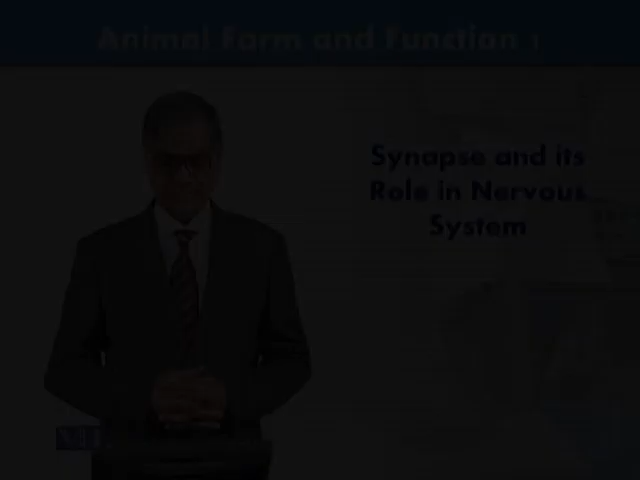 Animal Form and Function 1
Synapse and its
Role in Nervous
System